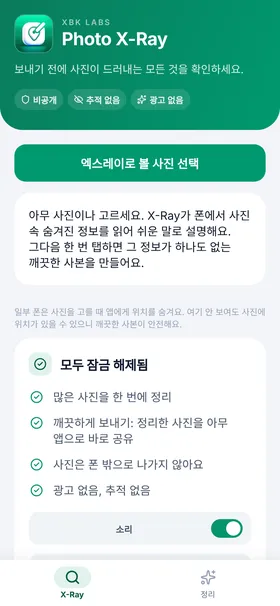 XBK LABS
Photo X-Ray
보내기 전에 사진이 드러내는 모든 것을 확인하세요.
비공개
추적 없음
광고 없음
엑스레이로 볼 사진 선택
아무 사진이나 고르세요. X-Ray가 폰에서 사진
속 숨겨진 정보를 읽어 쉬운 말로 설명해요.
그다음 한 번 탭하면 그 정보가 하나도 없는
깨끗한 사본을 만들어요.
일부 폰은 사진을 고를 때 앱에게 위치를 숨겨요. 여기 안 보여도 사진에
위치가 있을 수 있으니 깨끗한 사본이 안전해요.
모두 잠금 해제됨
많은 사진을 한 번에 정리
깨끗하게 보내기: 정리한 사진을 아무
앱으로 바로 공유
사진은 폰 밖으로 나가지 않아요
광고 없음, 추적 없음
소리
X-Ray
정리